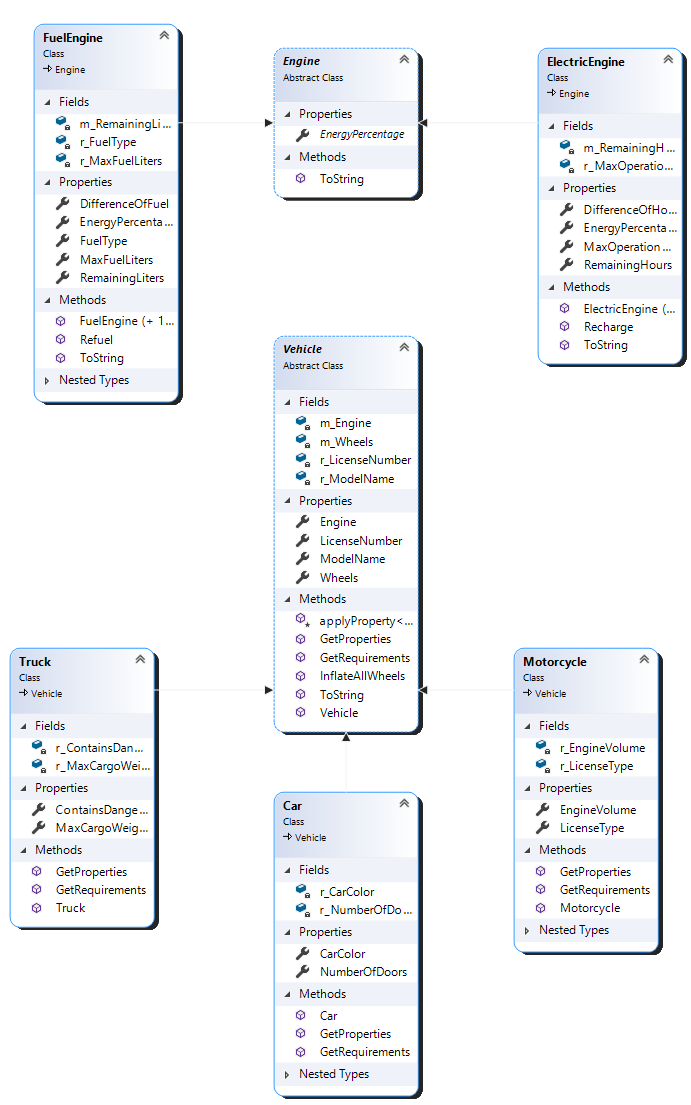 FuelEngine
Class
Engine
Fields
m_RemainingLi...
r_FuelType
r_MaxFuelLiters
Properties
DifferenceOfFuel
EnergyPercenta...
FuelType
MaxFuelLiters
RemainingLiters
Methods
FuelEngine (+ 1...
Refuel
ToString
Nested Types
Engine
Abstract Class
Properties
EnergyPercentage
Methods
ToString
ElectricEngine
Class
Engine
Fields
m_RemainingH...
r_MaxOperatio...
Properties
DifferenceOfHo...
EnergyPercenta...
MaxOperation...
RemainingHours
Methods
ElectricEngine (...
Recharge
ToString
Vehicle
Abstract Class
Fields
m_Engine
m_Wheels
r_LicenseNumber
r_ModelName
Properties
Engine
LicenseNumber
ModelName
Wheels
Methods
applyProperty<...
GetProperties
GetRequirements
InflateAllWheels
ToString
Vehicle
Truck
Class
Vehicle
Fields
r_ContainsDan...
r_MaxCargoWei...
Properties
ContainsDange...
MaxCargoWeig...
Methods
GetProperties
GetRequirements
Truck
Motorcycle
Class
Vehicle
Fields
r_EngineVolume
r_LicenseType
Properties
EngineVolume
LicenseType
Methods
GetProperties
GetRequirements
Motorcycle
Nested Types
Car
Class
Vehicle
Fields
r_CarColor
r_NumberOfDo...
Properties
CarColor
NumberOfDoors
Methods
Car
GetProperties
GetRequirements
Nested Types